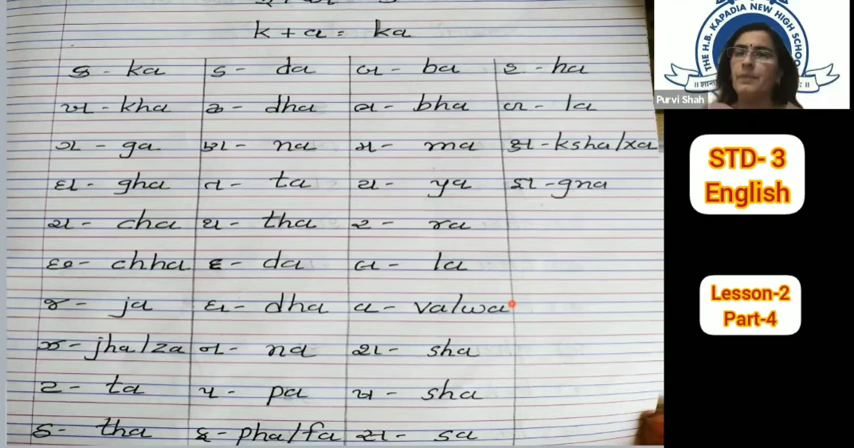 k + a = ka
ક - ka ડ - da બ - ba હ - ha
ખ - kha ઢ - dha ભ - bha ળ - la
ગ - ga ણ - na મ - ma ક્ષ - ksha/xa
ઘ - gha ત - ta ય - ya જ્ઞ - gna
ચ - cha થ - tha ર - ra
છ - chha દ - da લ - la
જ - ja ધ - dha વ - va/wa
ઝ - jha/za ન - na શ - sha
ટ - ta પ - pa ષ - sha
ઠ - tha ફ - pha/fa સ - sa
THE H.B. KAPADIA NEW HIGH SCHOOL
Purvi Shah
STD- 3
English
Lesson-2
Part-4